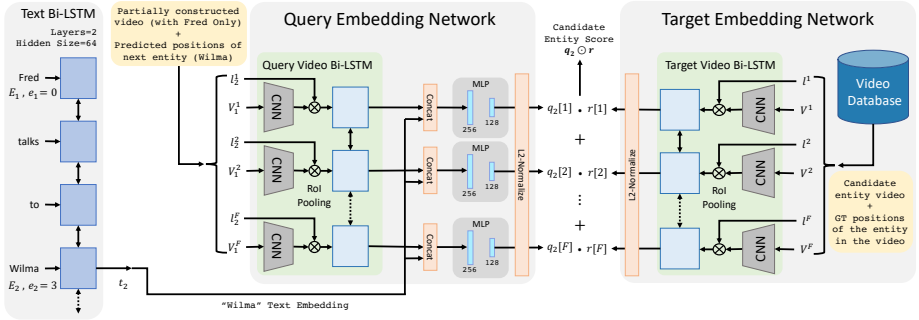 Text Bi-LSTM
Layers=2
Hidden Size=64
Fred
E₁ , e₁= 0
talks
to
Wilma
E₂ , e₂= 3
t₂
"Wilma" Text Embedding
Partially constructed
video (with Fred Only)
+
Predicted positions of
next entity (Wilma)
Query Embedding Network
Query Video Bi-LSTM
l₂¹
V₁¹
CNN
l₂²
V₁²
CNN
RoI
Pooling
l₂ᶠ
V₁ᶠ
CNN
Concat
Concat
Concat
MLP
256
128
MLP
256
128
MLP
256
128
L2-Normalize
Candidate
Entity Score
q₂ ⊙ r
q₂[1] · r[1]
+
q₂[2] · r[2]
⋮
+
q₂[F] · r[F]
Target Embedding Network
L2-Normalize
Target Video Bi-LSTM
l¹
V¹
CNN
l²
V²
CNN
RoI
Pooling
lᶠ
Vᶠ
CNN
Video
Database
Candidate
entity video
+
GT positions
of the entity
in the video